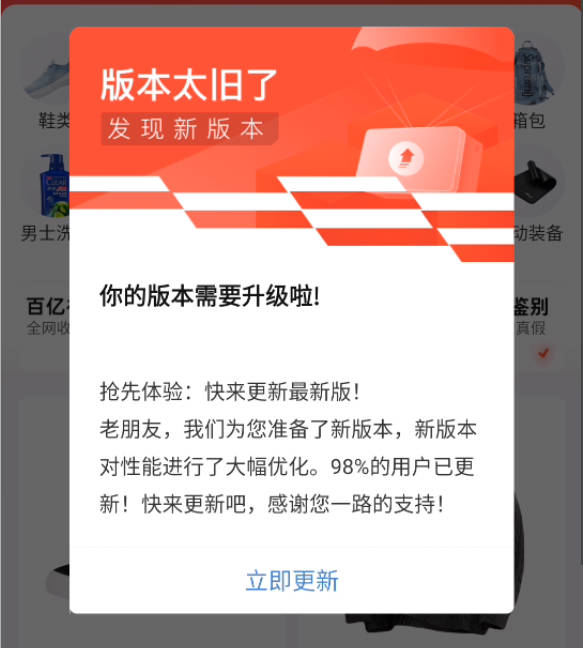 版本太旧了
发现新版本
鞋类
箱包
CLEAR
男士洗
动装备
你的版本需要升级啦!
百亿
鉴别
全网收
真假
抢先体验：快来更新最新版！
老朋友，我们为您准备了新版本，新版本
对性能进行了大幅优化。98%的用户已更
新！快来更新吧，感谢您一路的支持！
立即更新